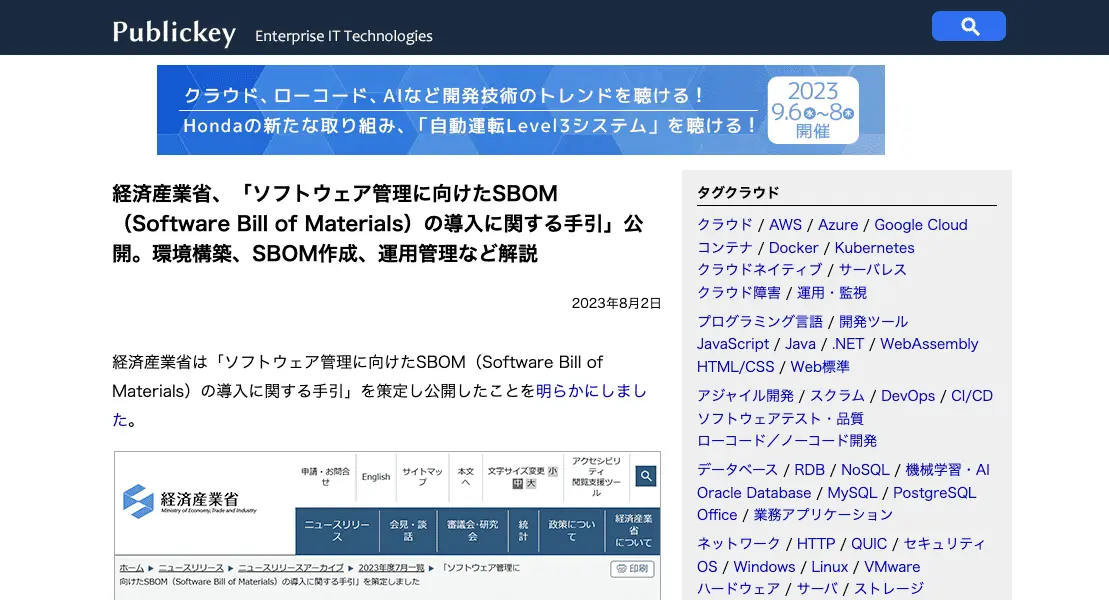 Publickey Enterprise IT Technologies
クラウド、ローコード、AIなど開発技術のトレンドを聴ける！
Hondaの新たな取り組み、「自動運転Level3システム」を聴ける！
2023
9.6水〜8木
開催
経済産業省、「ソフトウェア管理に向けたSBOM
（Software Bill of Materials）の導入に関する手引」公
開。環境構築、SBOM作成、運用管理など解説
2023年8月2日
経済産業省は「ソフトウェア管理に向けたSBOM（Software Bill of
Materials）の導入に関する手引」を策定し公開したことを明らかにしまし
た。
申請・お問合
せ
English
サイトマッ
プ
本文
へ
文字サイズ変更 小
中 大
アクセシビリ
ティ
閲覧支援ツー
ル
経済産業省
Ministry of Economy, Trade and Industry
ニュースリリー
ス
会見・談
話
審議会・研究
会
統
計
政策につい
て
経済産業
省
について
ホーム ▶ ニュースリリース ▶ ニュースリリースアーカイブ ▶ 2023年度7月一覧 ▶ 「ソフトウェア管理に
向けたSBOM（Software Bill of Materials）の導入に関する手引」を策定しました
印刷
タグクラウド
クラウド / AWS / Azure / Google Cloud
コンテナ / Docker / Kubernetes
クラウドネイティブ / サーバレス
クラウド障害 / 運用・監視
プログラミング言語 / 開発ツール
JavaScript / Java / .NET / WebAssembly
HTML/CSS / Web標準
アジャイル開発 / スクラム / DevOps / CI/CD
ソフトウェアテスト・品質
ローコード／ノーコード開発
データベース / RDB / NoSQL / 機械学習・AI
Oracle Database / MySQL / PostgreSQL
Office / 業務アプリケーション
ネットワーク / HTTP / QUIC / セキュリティ
OS / Windows / Linux / VMware
ハードウェア / サーバ / ストレージ